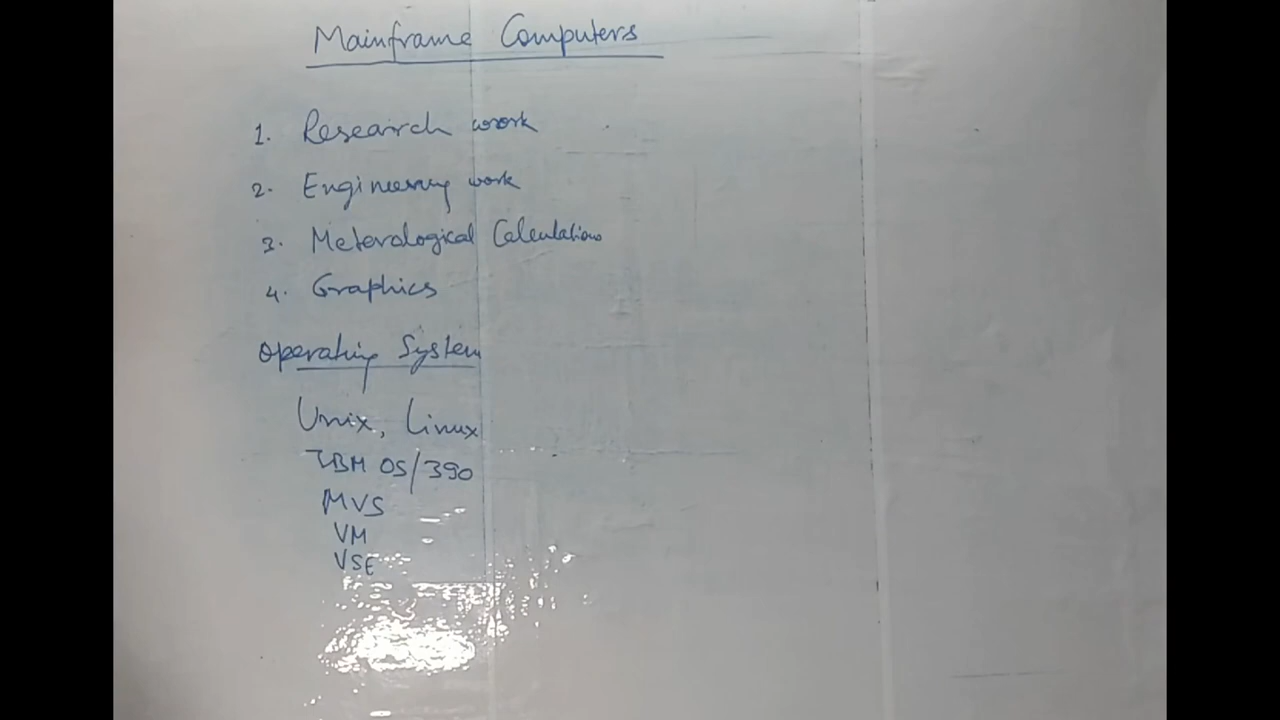 Mainframe Computers
1. Research work
2. Engineering work
3. Meterological Calculations
4. Graphics
Operating System
Unix, Linux
IBM OS/390
MVS
VM
VSE